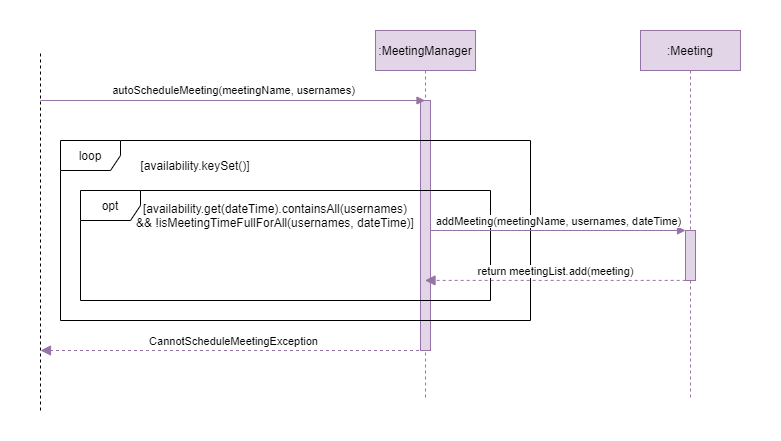 :MeetingManager
:Meeting
autoScheduleMeeting(meetingName, usernames)
loop
[availability.keySet()]
opt
[availability.get(dateTime).containsAll(usernames)
&& !isMeetingTimeFullForAll(usernames, dateTime)]
addMeeting(meetingName, usernames, dateTime)
return meetingList.add(meeting)
CannotScheduleMeetingException